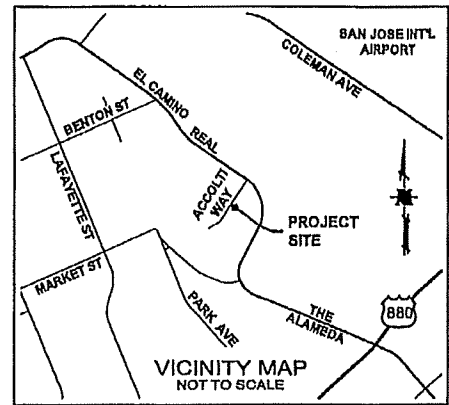 SAN JOSE INT'L
AIRPORT
COLEMAN AVE
EL CAMINO
REAL
BENTON ST
LAFAYETTE ST
ACCOLTI
WAY
PROJECT
SITE
N
MARKET ST
PARK AVE
THE
ALAMEDA
880
VICINITY MAP
NOT TO SCALE